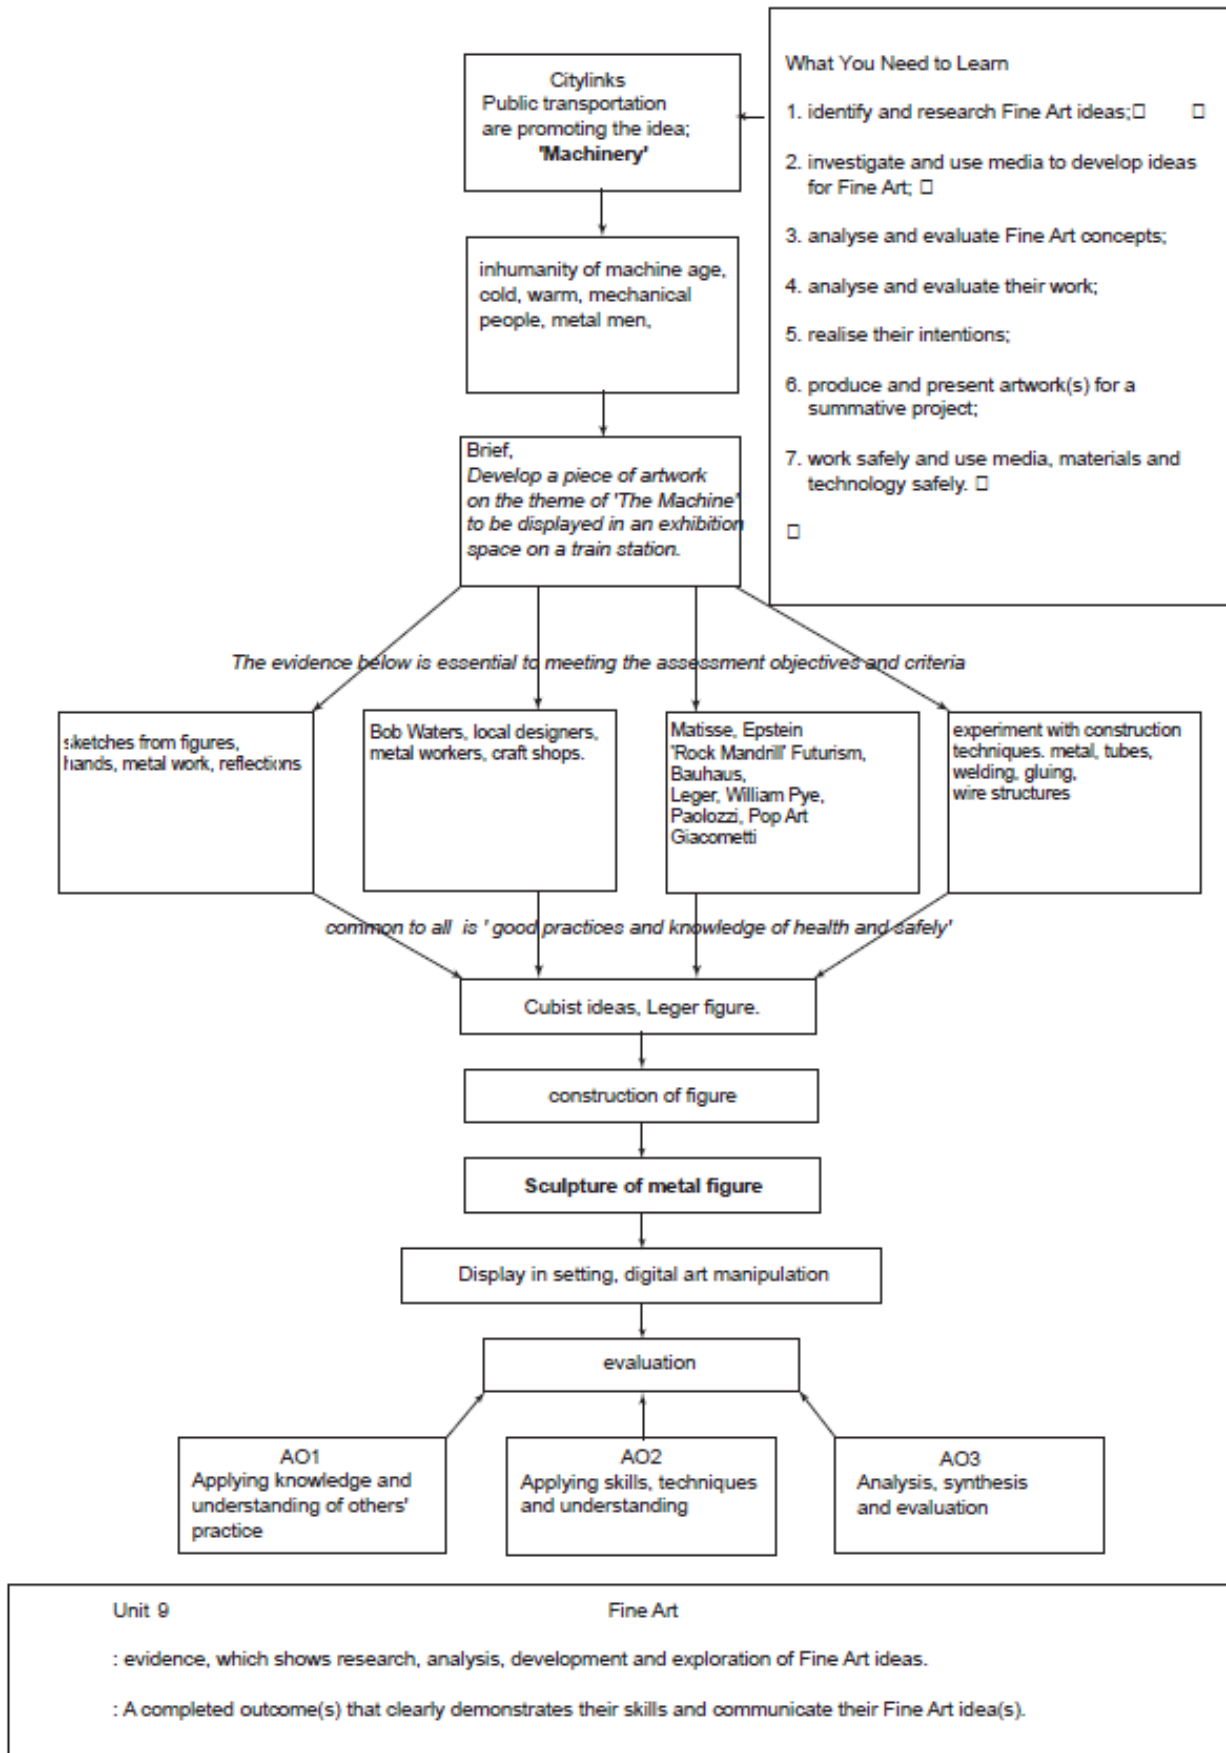 Citylinks
Public transportation
are promoting the idea;
'Machinery'
What You Need to Learn
1. identify and research Fine Art ideas;□ □
2. investigate and use media to develop ideas
for Fine Art; □
3. analyse and evaluate Fine Art concepts;
4. analyse and evaluate their work;
5. realise their intentions;
6. produce and present artwork(s) for a
summative project;
7. work safely and use media, materials and
technology safely. □
□
inhumanity of machine age,
cold, warm, mechanical
people, metal men,
Brief,
Develop a piece of artwork
on the theme of 'The Machine'
to be displayed in an exhibition
space on a train station.
The evidence below is essential to meeting the assessment objectives and criteria
sketches from figures,
hands, metal work, reflections
Bob Waters, local designers,
metal workers, craft shops.
Matisse, Epstein
'Rock Mandrill' Futurism,
Bauhaus,
Leger, William Pye,
Paolozzi, Pop Art
Giacometti
experiment with construction
techniques. metal, tubes,
welding, gluing,
wire structures
common to all is ' good practices and knowledge of health and safely'
Cubist ideas, Leger figure.
construction of figure
Sculpture of metal figure
Display in setting, digital art manipulation
evaluation
AO1
Applying knowledge and
understanding of others'
practice
AO2
Applying skills, techniques
and understanding
AO3
Analysis, synthesis
and evaluation
Unit 9 Fine Art
: evidence, which shows research, analysis, development and exploration of Fine Art ideas.
: A completed outcome(s) that clearly demonstrates their skills and communicate their Fine Art idea(s).